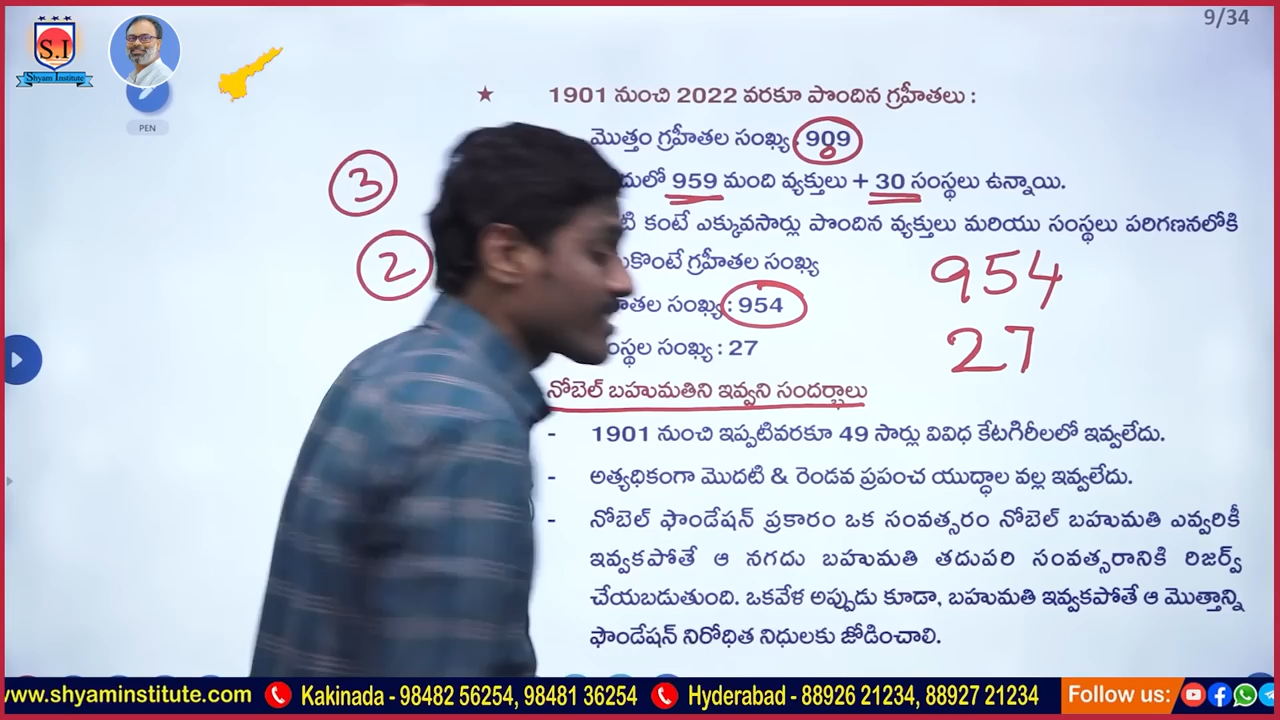 9/34
S.I
Shyam Institute
PEN
★ 1901 నుంచి 2022 వరకూ పొందిన గ్రహీతలు :
మొత్తం గ్రహీతల సంఖ్య : 909
959 మంది వ్యక్తులు + 30 సంస్థలు ఉన్నాయి.
3
కంటే ఎక్కువసార్లు పొందిన వ్యక్తులు మరియు సంస్థలు పరిగణనలోకి
2
గ్రహీతల సంఖ్య
954
సంఖ్య : 954
27
సంఖ్య : 27
నోబెల్ బహుమతిని ఇవ్వని సందర్భాలు
- 1901 నుంచి ఇప్పటివరకూ 49 సార్లు వివిధ కేటగిరీలలో ఇవ్వలేదు.
- అత్యధికంగా మొదటి & రెండవ ప్రపంచ యుద్ధాల వల్ల ఇవ్వలేదు.
- నోబెల్ ఫౌండేషన్ ప్రకారం ఒక సంవత్సరం నోబెల్ బహుమతి ఎవ్వరికీ
ఇవ్వకపోతే ఆ నగదు బహుమతి తదుపరి సంవత్సరానికి రిజర్వ్
చేయబడుతుంది. ఒకవేళ అప్పుడు కూడా, బహుమతి ఇవ్వకపోతే ఆ మొత్తాన్ని
ఫౌండేషన్ నిరోధిత నిధులకు జోడించాలి.
www.shyaminstitute.com Kakinada - 98482 56254, 98481 36254 Hyderabad - 88926 21234, 88927 21234 Follow us: